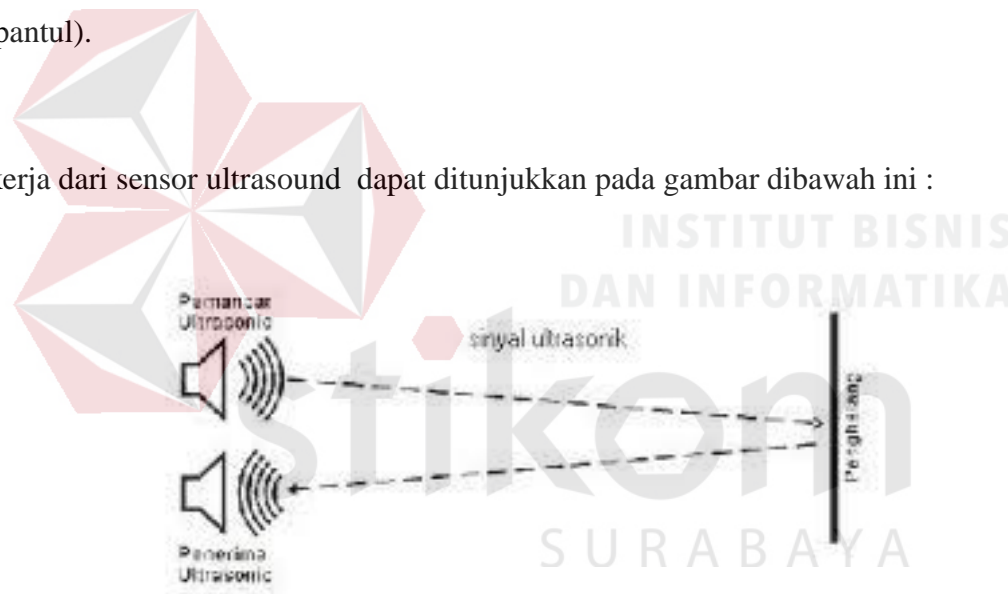 pantul).
kerja dari sensor ultrasound dapat ditunjukkan pada gambar dibawah ini :
INSTITUT BISNIS
DAN INFORMATIKA
Pemancar
Ultrasonic
sinyal ultrasonik
Penghalang
stikom
Penerima
Ultrasonic
SURABAYA